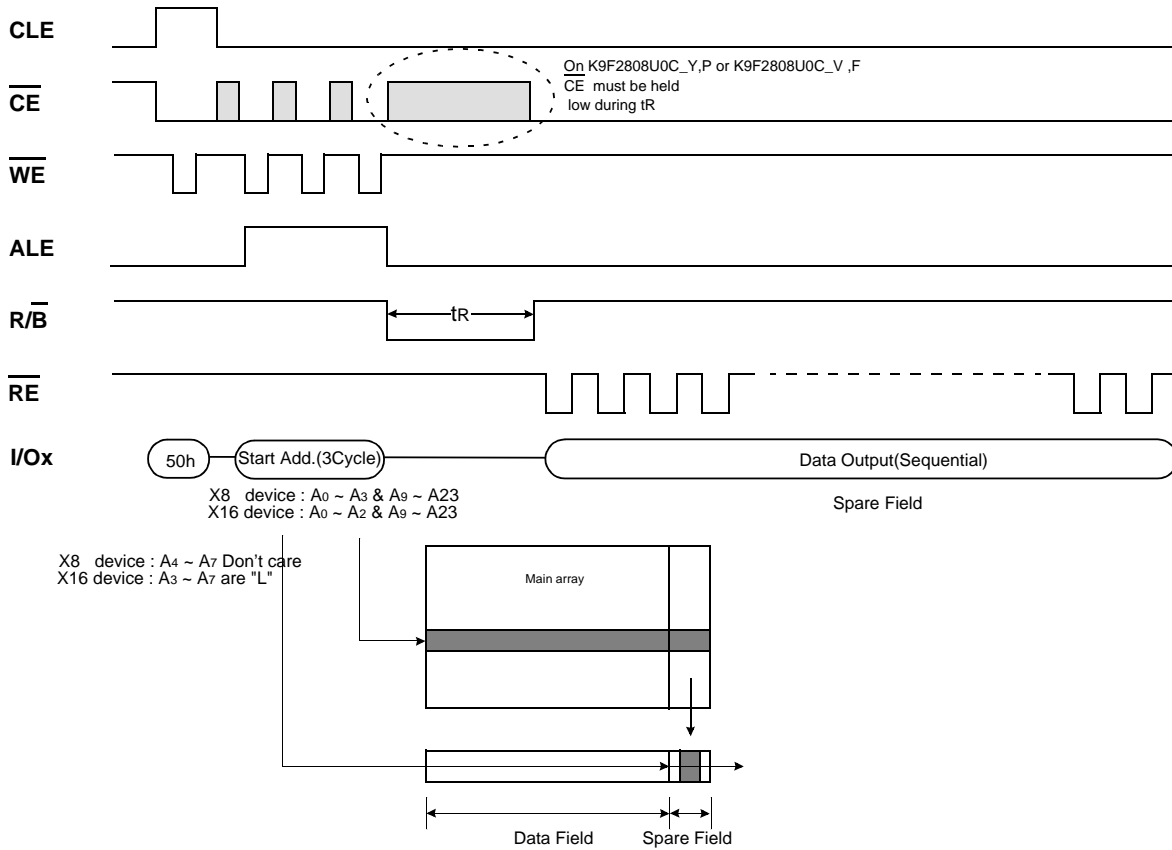 CLE
On K9F2808U0C_Y,P or K9F2808U0C_V ,F
CE must be held
low during tR
CE
WE
ALE
R/B
tR
RE
I/Ox
50h
Start Add.(3Cycle)
Data Output(Sequential)
X8 device : A0 ~ A3 & A9 ~ A23
X16 device : A0 ~ A2 & A9 ~ A23
Spare Field
X8 device : A4 ~ A7 Don't care
X16 device : A3 ~ A7 are "L"
Main array
Data Field
Spare Field